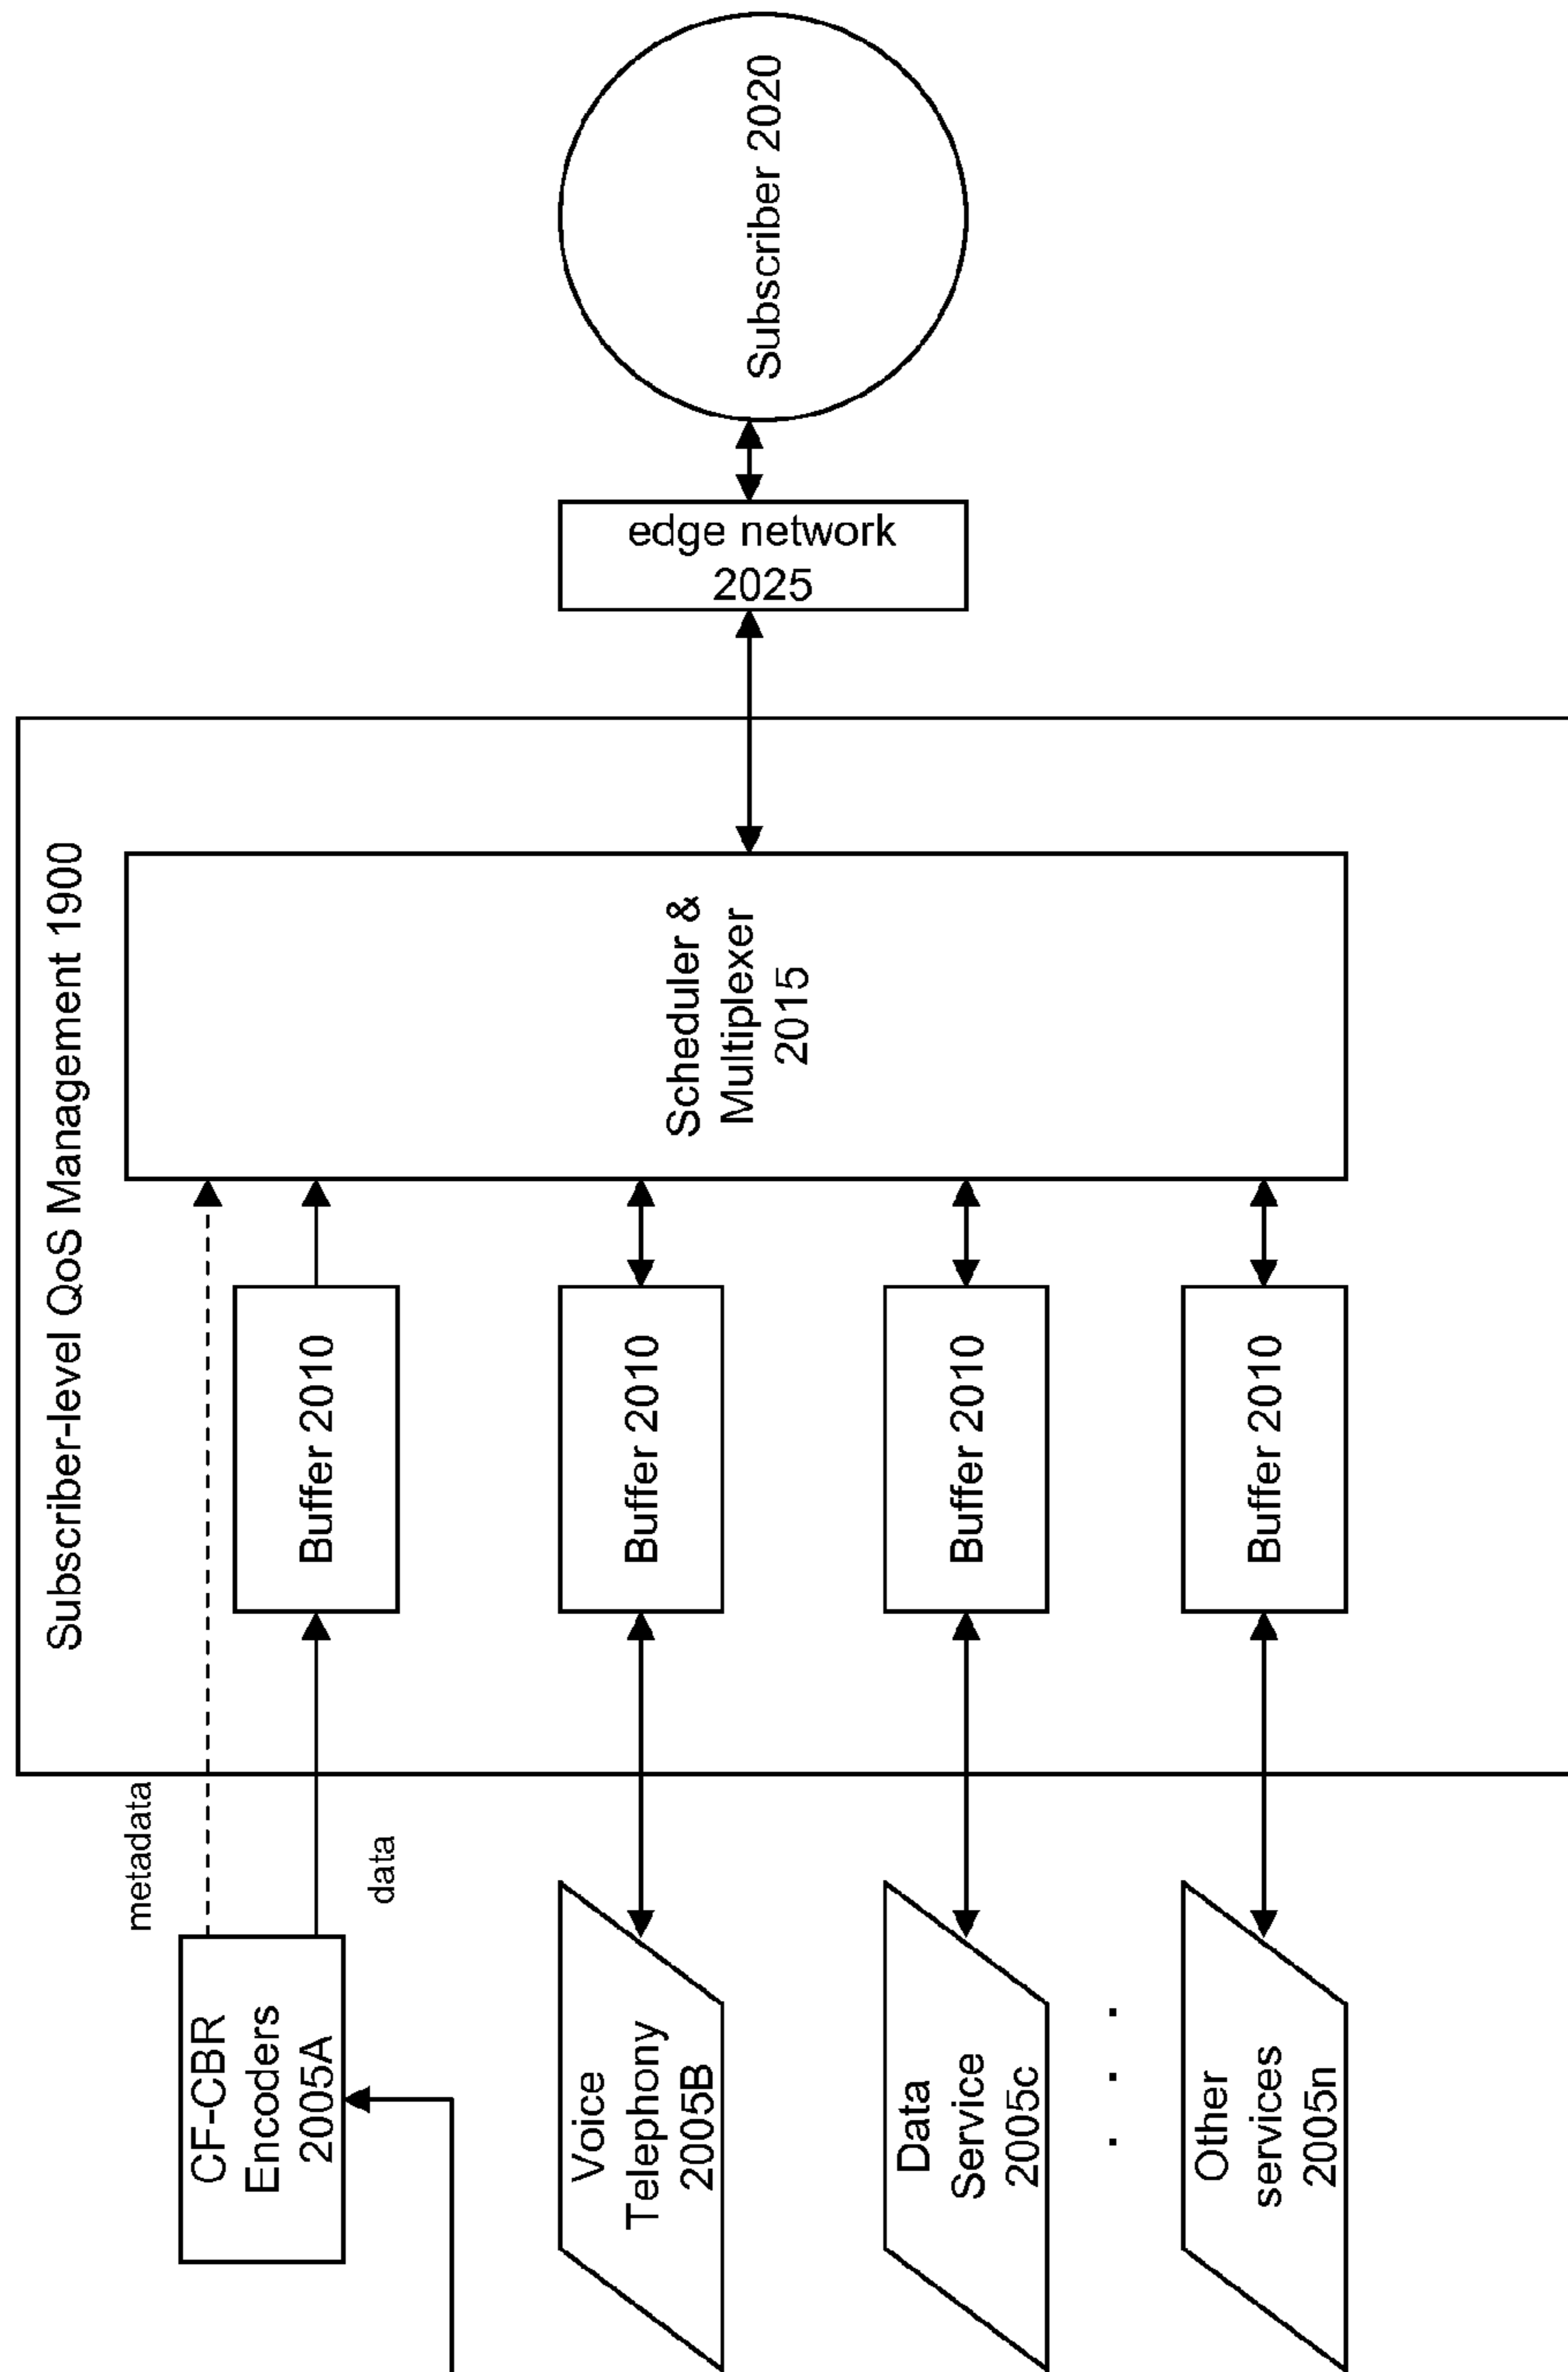 Subscriber-level QoS Management 1900
metadata
CF-CBR
Encoders
2005A
data
Buffer 2010
Voice
Telephony
2005B
Buffer 2010
Data
Service
2005c
Buffer 2010
. . .
Other
services
2005n
Buffer 2010
Scheduler &
Multiplexer
2015
edge network
2025
Subscriber 2020